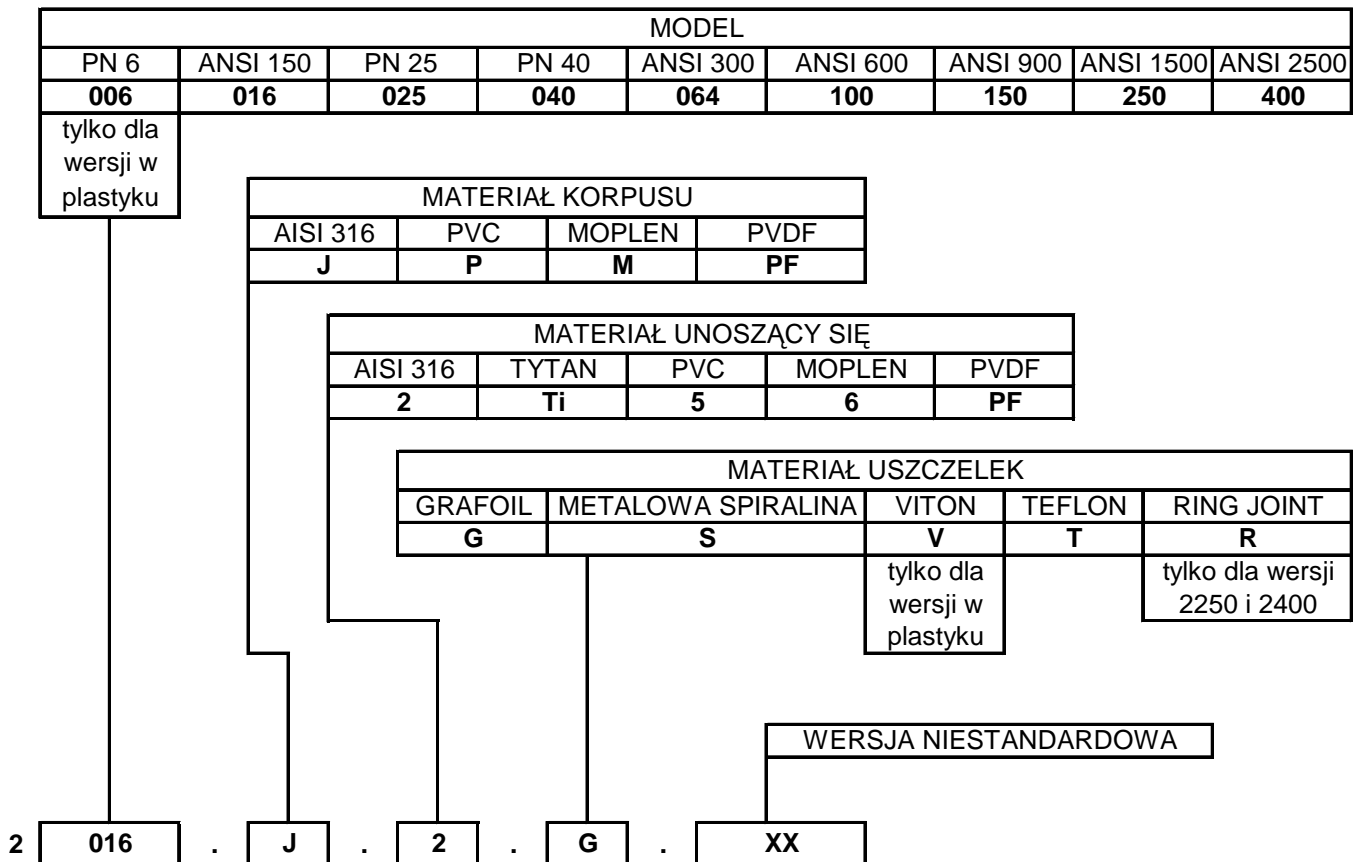 MODEL
PN 6 ANSI 150 PN 25 PN 40 ANSI 300 ANSI 600 ANSI 900 ANSI 1500 ANSI 2500
006 016 025 040 064 100 150 250 400
tylko dla
wersji w
plastyku
MATERIAŁ KORPUSU
AISI 316 PVC MOPLEN PVDF
J P M PF
MATERIAŁ UNOSZĄCY SIĘ
AISI 316 TYTAN PVC MOPLEN PVDF
2 Ti 5 6 PF
MATERIAŁ USZCZELEK
GRAFOIL METALOWA SPIRALINA VITON TEFLON RING JOINT
G S V T R
tylko dla tylko dla wersji
wersji w 2250 i 2400
plastyku
WERSJA NIESTANDARDOWA
2 016 . J . 2 . G . XX